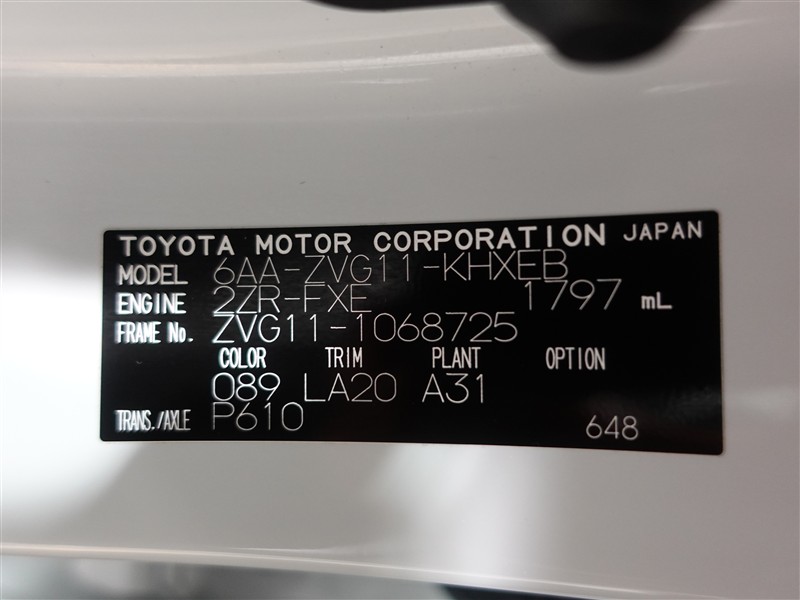 TOYOTA MOTOR CORPORATION JAPAN
MODEL 6AA-ZVG11-KHXEB
ENGINE 2ZR-FXE 1797 mL
FRAME No. ZVG11-1068725
COLOR TRIM PLANT OPTION
089 LA20 A31
TRANS./AXLE P610 648